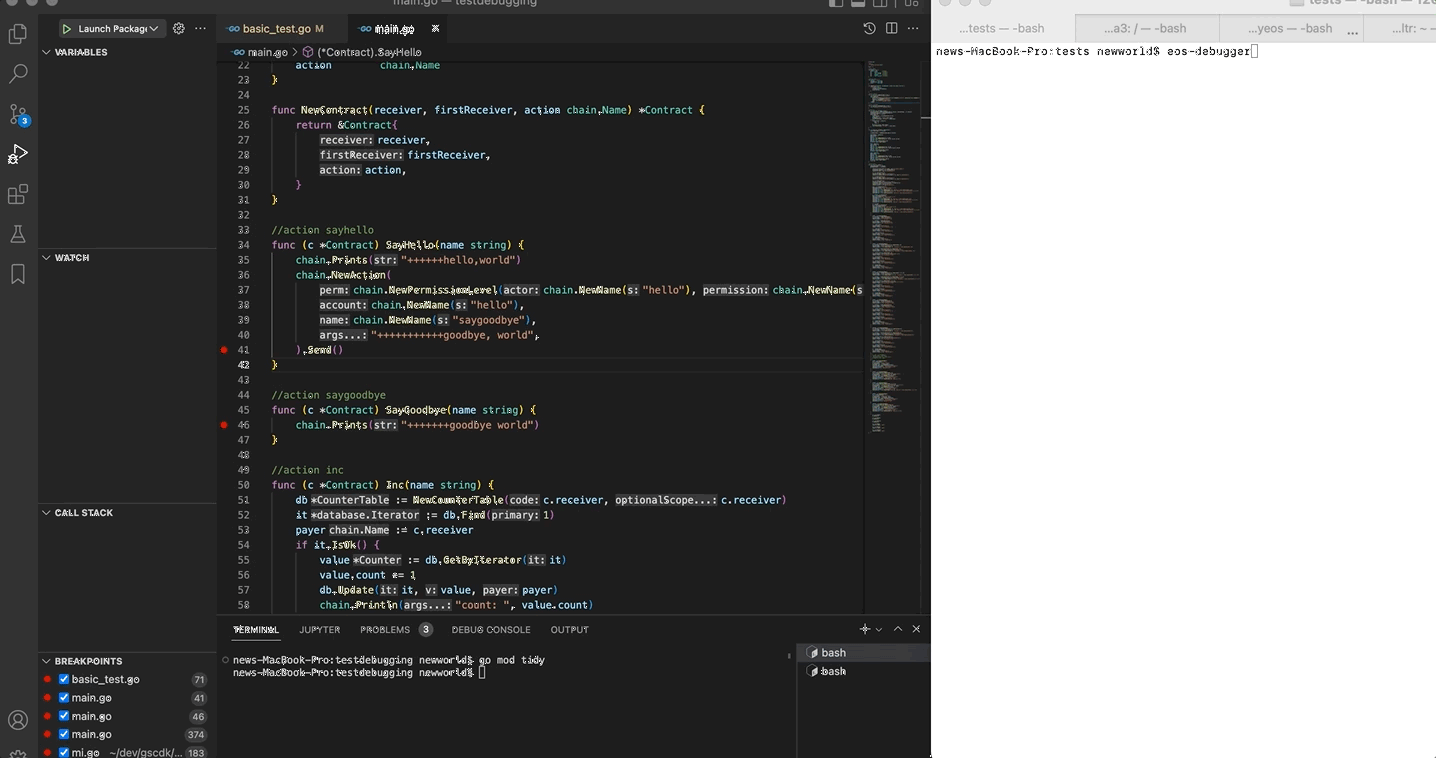 main.go — testdebugging
Launch Package
VARIABLES
WATCH
CALL STACK
BREAKPOINTS
basic_test.go 71
main.go 41
main.go 46
main.go 374
mi.go ~/dev/gscdk/... 183
3
basic_test.go M
main.go
main.go > (*Contract).SayHello
22 action chain.Name
23 }
24
25 func NewContract(receiver, firstReceiver, action chain.Name) *Contract {
26 return &Contract{
27 receiver: receiver,
28 firstReceiver: firstReceiver,
29 action: action,
30 }
31 }
32
33 //action sayhello
34 func (c *Contract) SayHello(name string) {
35 chain.Prints(str: "++++++hello,world")
36 chain.NewAction(
37 perm: chain.NewPermissionLevel(actor: chain.NewName(s: "hello"), permission: chain.NewName(s
38 account: chain.NewName(s: "hello"),
39 name: chain.NewName(s: "saygoodbye"),
40 args...: "+++++++++++goodbye, world",
41 ).Send()
42 }
43
44 //action saygoodbye
45 func (c *Contract) SayGoodbye(name string) {
46 chain.Prints(str: "+++++++goodbye world")
47 }
48
49 //action inc
50 func (c *Contract) Inc(name string) {
51 db *CounterTable := NewCounterTable(code: c.receiver, optionalScope...: c.receiver)
52 it *database.Iterator := db.Find(primary: 1)
53 payer chain.Name := c.receiver
54 if it.IsOk() {
55 value *Counter := db.GetByIterator(it: it)
56 value.count += 1
57 db.Update(it: it, v: value, payer: payer)
58 chain.Println(args...: "count: ", value.count)
TERMINAL JUPYTER PROBLEMS 3 DEBUG CONSOLE OUTPUT
news-MacBook-Pro:testdebugging newworld$ go mod tidy
news-MacBook-Pro:testdebugging newworld$
bash
bash
tests — -bash — 120
...tests — -bash ...a3: / — -bash ...yeos — -bash ... ...ltr: ~ —
news-MacBook-Pro:tests newworld$ eos-debugger